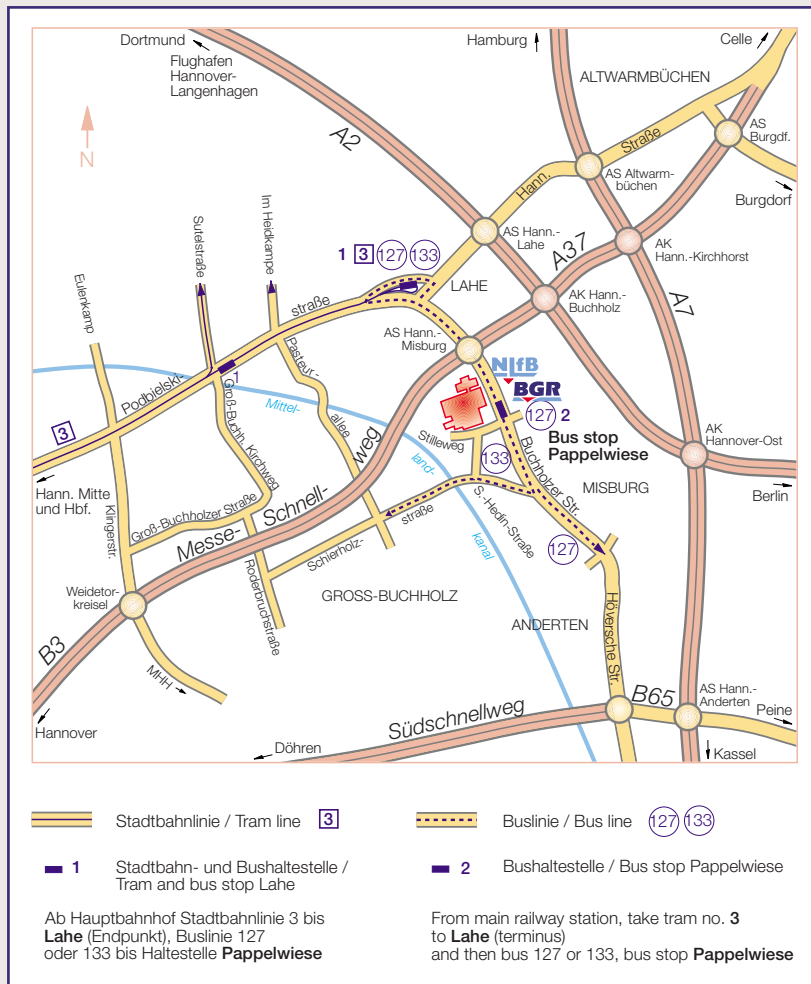 Dortmund
Flughafen
Hannover-
Langenhagen
Hamburg
Celle
ALTWARMBÜCHEN
N
A2
Hann.
Straße
AS
Burgdf.
AS Altwarm-
büchen
Burgdorf
Sutelstraße
Im Heidkampe
AS Hann.-
Lahe
AK
Hann.-Kirchhorst
A37
1 3 127 133
LAHE
A7
Eulenkamp
straße
AK Hann.-
Buchholz
AS Hann.-
Misburg
NLfB
BGR
Pasteur-
allee
Podbielski-
1
Mittel-
land-
kanal
Groß-Buchh. Kirchweg
127 2
Bus stop
Pappelwiese
Stilleweg
133
3
Hann. Mitte
und Hbf.
Klingerstr.
Groß-Buchholzer Straße
Messe-
Schnell-
weg
Buchholzer Str.
MISBURG
AK
Hannover-Ost
Berlin
S.-Hedin-Straße
straße
Schierholz-
127
Roderbruchstraße
Weidetor-
kreisel
GROSS-BUCHHOLZ
ANDERTEN
Höversche Str.
B3
MHH
B65
AS Hann.-
Anderten
Peine
Südschnellweg
Hannover
Döhren
Kassel
Stadtbahnlinie / Tram line 3
Buslinie / Bus line 127 133
1 Stadtbahn- und Bushaltestelle /
Tram and bus stop Lahe
2 Bushaltestelle / Bus stop Pappelwiese
Ab Hauptbahnhof Stadtbahnlinie 3 bis
Lahe (Endpunkt), Buslinie 127
oder 133 bis Haltestelle Pappelwiese
From main railway station, take tram no. 3
to Lahe (terminus)
and then bus 127 or 133, bus stop Pappelwiese